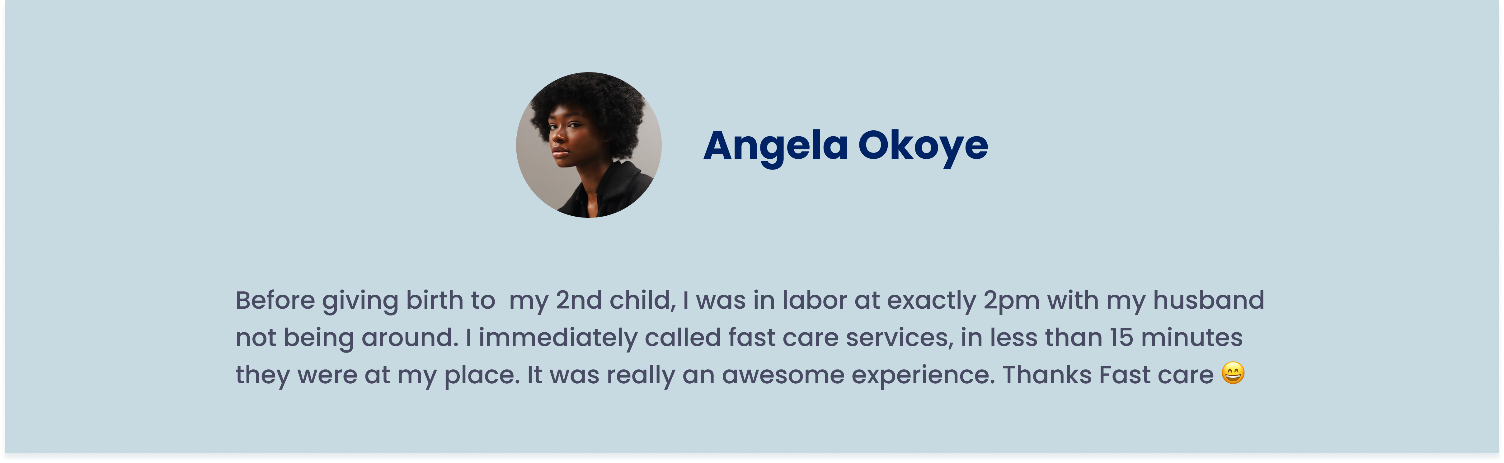 Angela Okoye
Before giving birth to  my 2nd child, I was in labor at exactly 2pm with my husband
not being around. I immediately called fast care services, in less than 15 minutes
they were at my place. It was really an awesome experience. Thanks Fast care 😄